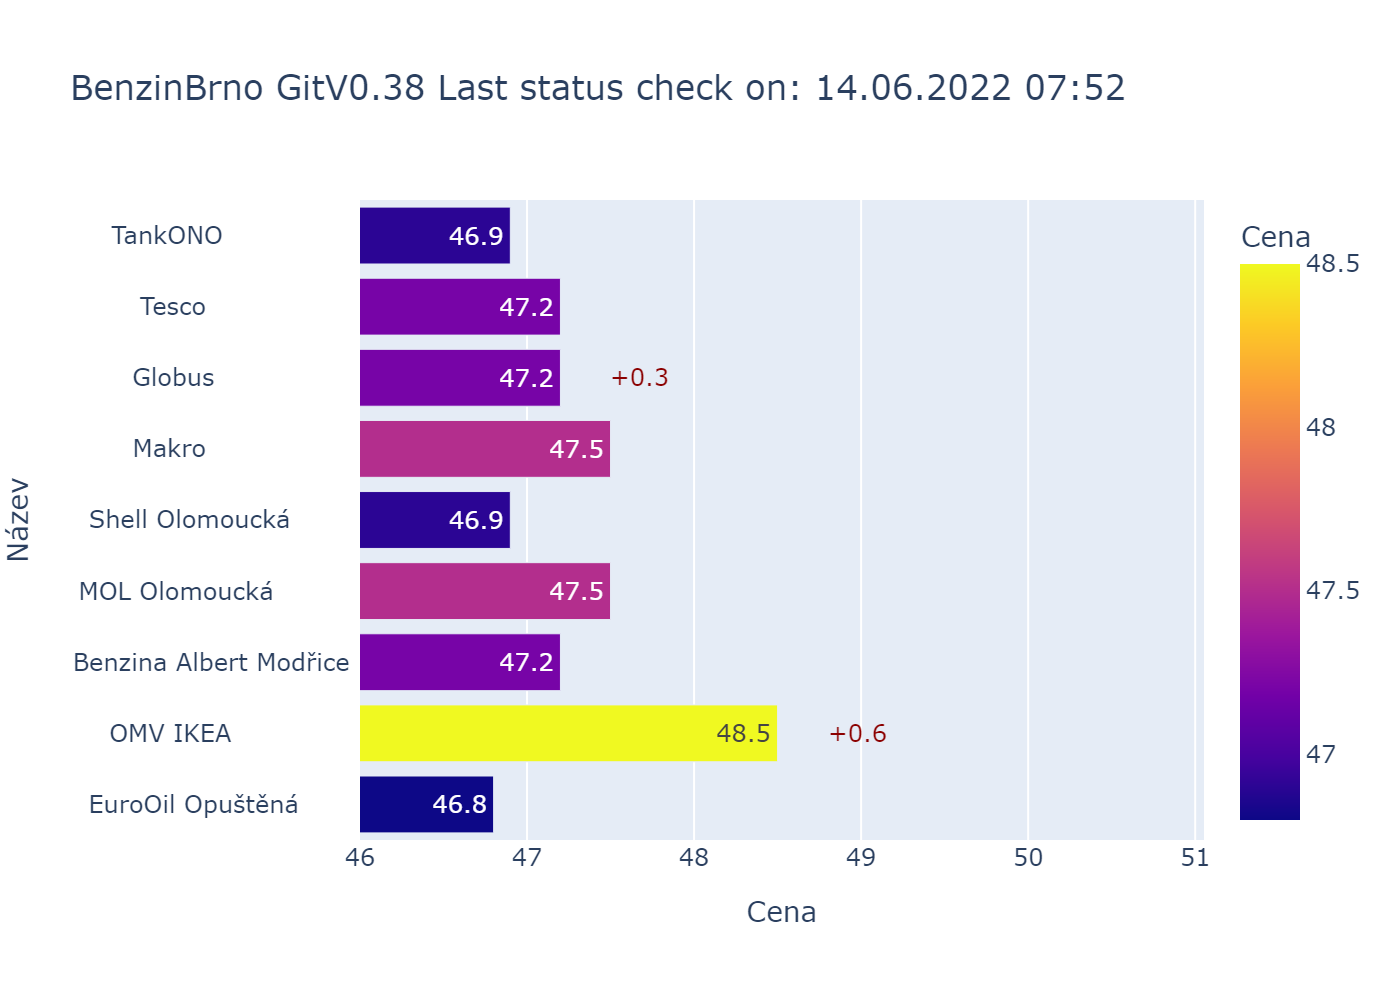 BenzinBrno GitV0.38 Last status check on: 14.06.2022 07:52
Název
TankONO 46.9
Tesco 47.2
Globus 47.2 +0.3
Makro 47.5
Shell Olomoucká 46.9
MOL Olomoucká 47.5
Benzina Albert Modřice 47.2
OMV IKEA 48.5 +0.6
EuroOil Opuštěná 46.8
46 47 48 49 50 51
Cena
Cena
48.5
48
47.5
47